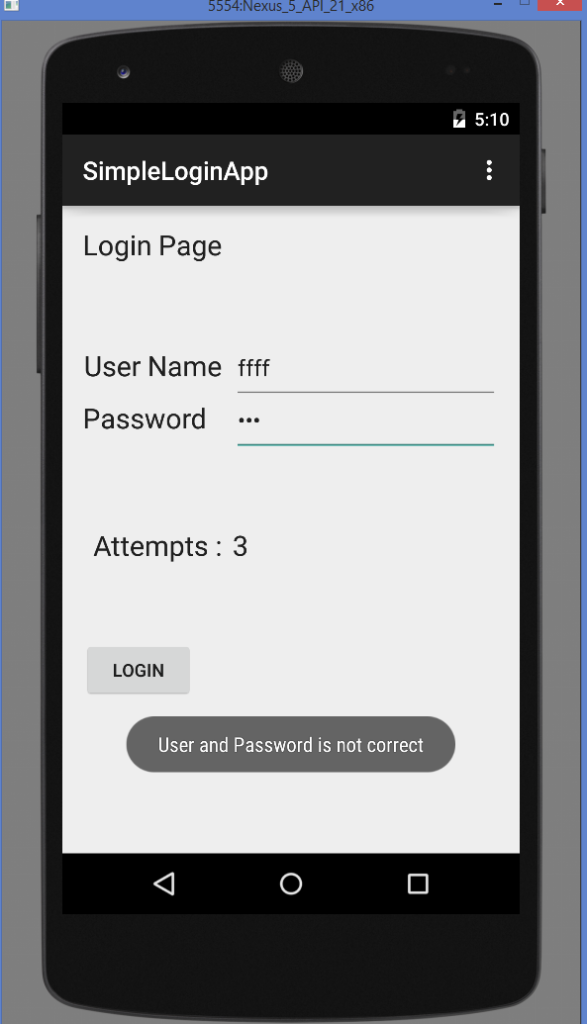 5554:Nexus_5_API_21_x86
5:10
SimpleLoginApp
Login Page
User Name ffff
Password •••
Attempts : 3
LOGIN
User and Password is not correct